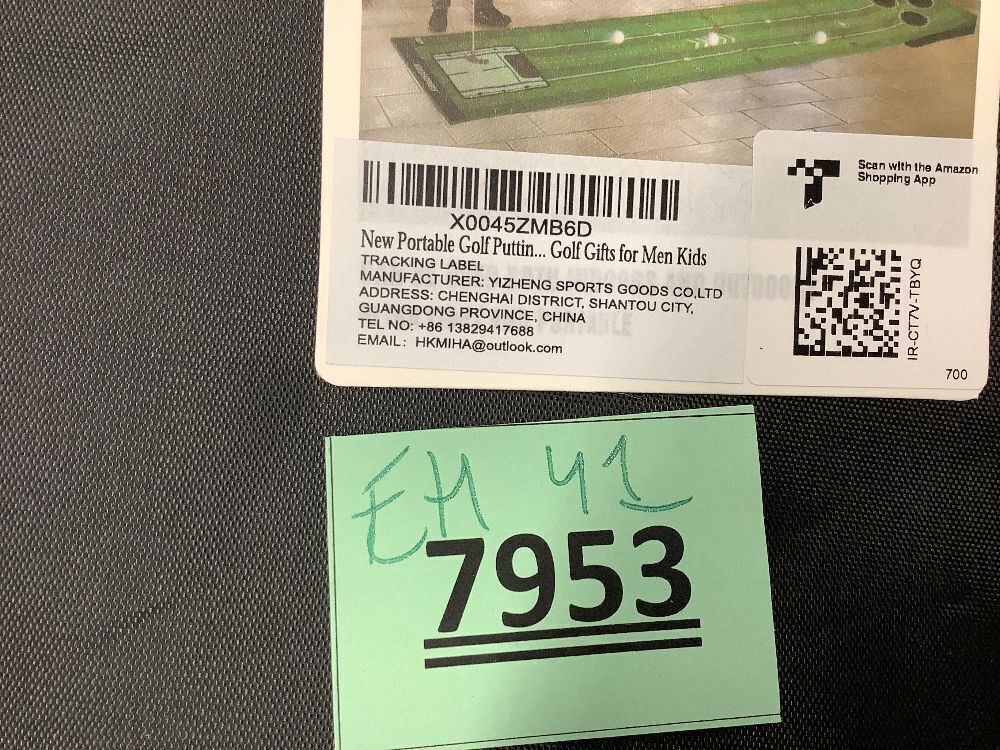 Scan with the Amazon
Shopping App
X0045ZMB6D
New Portable Golf Puttin... Golf Gifts for Men Kids
TRACKING LABEL
MANUFACTURER: YIZHENG SPORTS GOODS CO,LTD
ADDRESS: CHENGHAI DISTRICT, SHANTOU CITY,
GUANGDONG PROVINCE, CHINA
TEL NO: +86 13829417688
EMAIL: HKMIHA@outlook.com
IR-CT7V-TBYQ
700
EH 41
7953